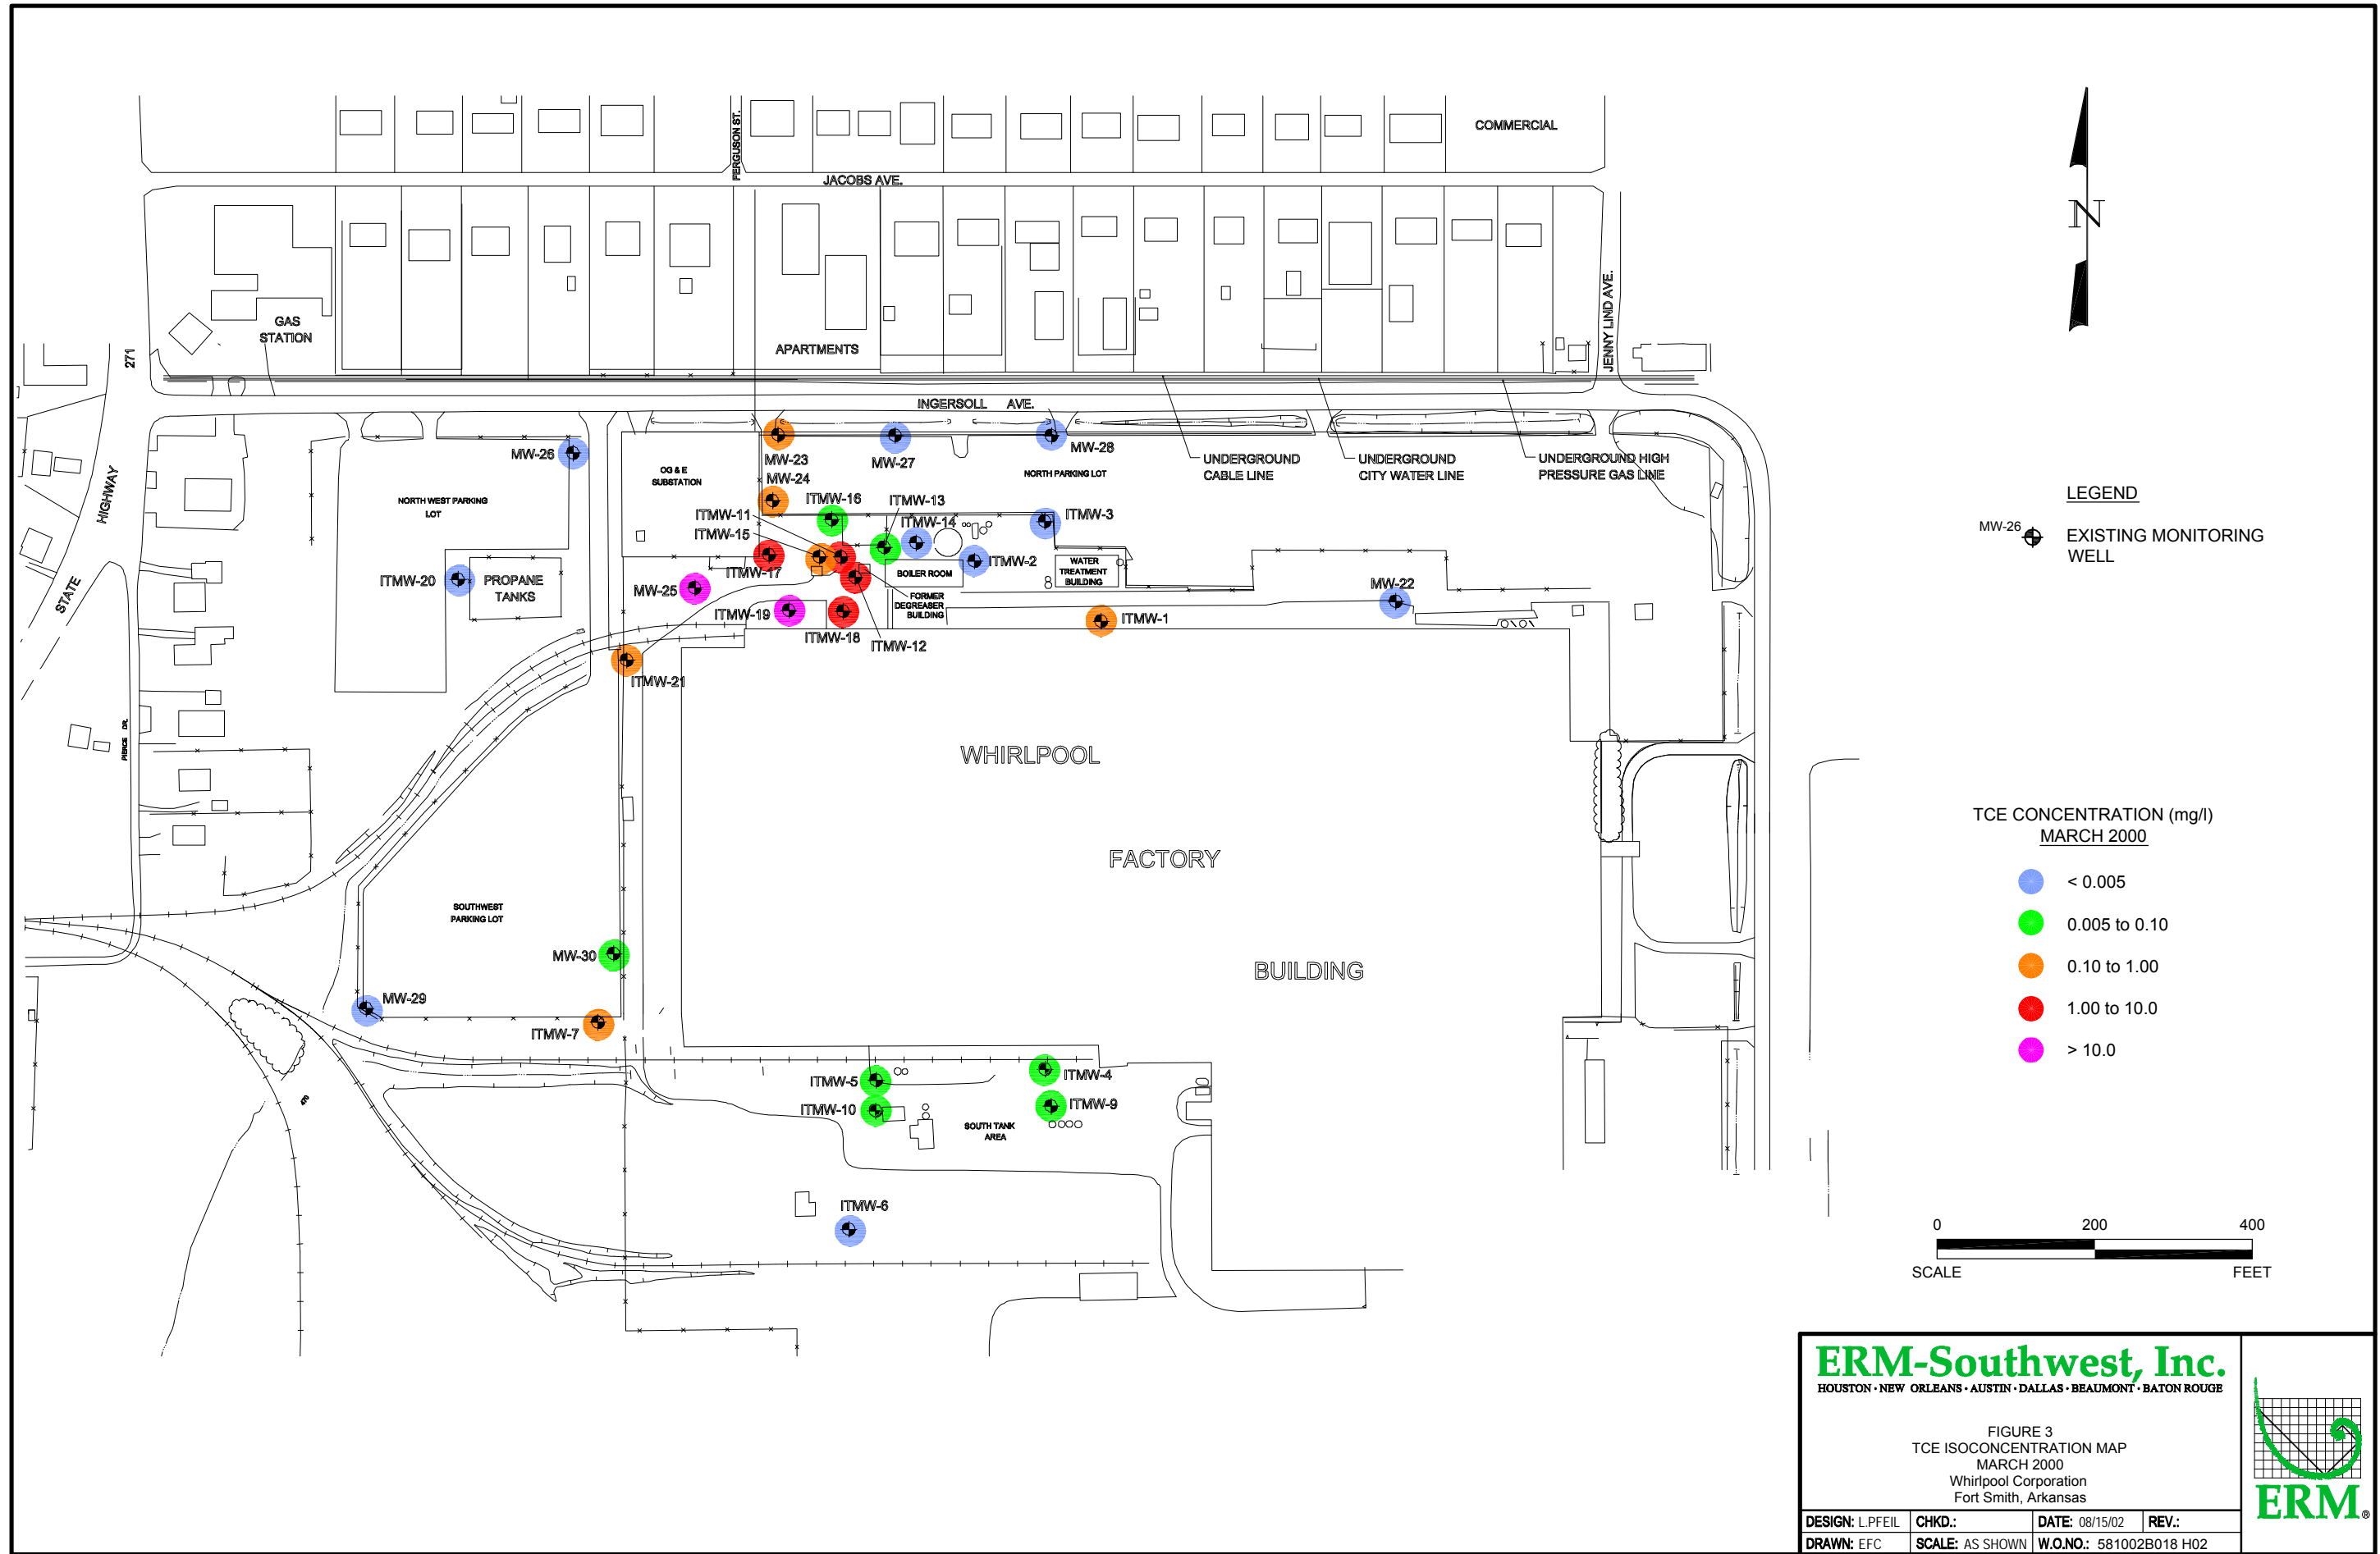 COMMERCIAL
FERGUSON ST.
JACOBS AVE.
N
GAS
STATION
APARTMENTS
JENNY LIND AVE.
271
HIGHWAY
STATE
INGERSOLL AVE.
MW-26
MW-23
MW-27
MW-28
UNDERGROUND
CABLE LINE
UNDERGROUND
CITY WATER LINE
UNDERGROUND HIGH
PRESSURE GAS LINE
OG & E
SUBSTATION
MW-24
NORTH PARKING LOT
NORTH WEST PARKING
LOT
ITMW-16
ITMW-13
ITMW-11
ITMW-14
ITMW-3
ITMW-15
ITMW-17
ITMW-2
BOILER ROOM
WATER
TREATMENT
BUILDING
ITMW-20
PROPANE
TANKS
MW-25
FORMER
DEGREASER
BUILDING
MW-22
ITMW-19
ITMW-18
ITMW-12
ITMW-1
ITMW-21
PIERCE DR.
WHIRLPOOL
FACTORY
BUILDING
SOUTHWEST
PARKING LOT
MW-30
MW-29
ITMW-7
ITMW-5
ITMW-4
ITMW-10
ITMW-9
SOUTH TANK
AREA
ITMW-6
470
LEGEND
MW-26
EXISTING MONITORING
WELL
TCE CONCENTRATION (mg/l)
MARCH 2000
< 0.005
0.005 to 0.10
0.10 to 1.00
1.00 to 10.0
> 10.0
0 200 400
SCALE FEET
ERM-Southwest, Inc.
HOUSTON · NEW ORLEANS · AUSTIN · DALLAS · BEAUMONT · BATON ROUGE
FIGURE 3
TCE ISOCONCENTRATION MAP
MARCH 2000
Whirlpool Corporation
Fort Smith, Arkansas
ERM®
DESIGN: L.PFEIL CHKD.: DATE: 08/15/02 REV.:
DRAWN: EFC SCALE: AS SHOWN W.O.NO.: 581002B018 H02